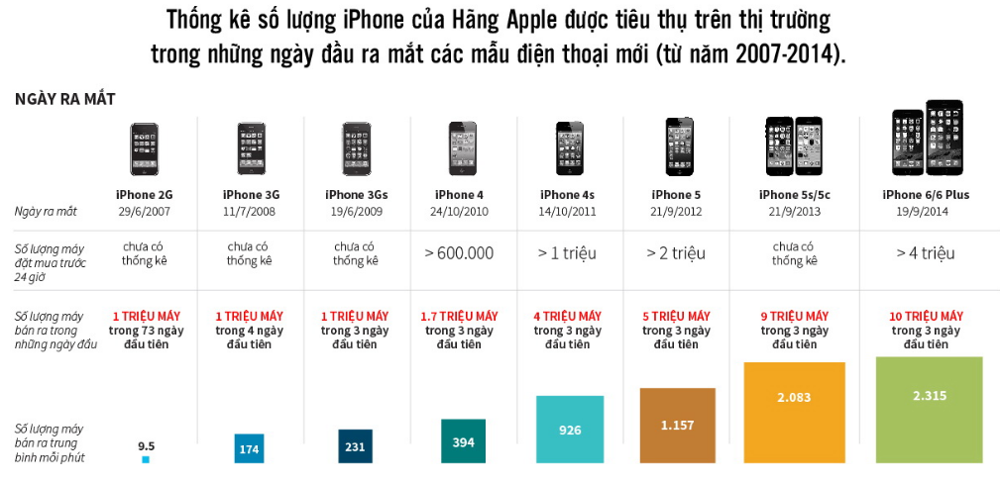 Thống kê số lượng iPhone của Hãng Apple được tiêu thụ trên thị trường
trong những ngày đầu ra mắt các mẫu điện thoại mới (từ năm 2007-2014).
NGÀY RA MẮT
iPhone 2G iPhone 3G iPhone 3Gs iPhone 4 iPhone 4s iPhone 5 iPhone 5s/5c iPhone 6/6 Plus
Ngày ra mắt 29/6/2007 11/7/2008 19/6/2009 24/10/2010 14/10/2011 21/9/2012 21/9/2013 19/9/2014
Số lượng máy
đặt mua trước
24 giờ
chưa có
thống kê
chưa có
thống kê
chưa có
thống kê
> 600.000
> 1 triệu
> 2 triệu
chưa có
thống kê
> 4 triệu
Số lượng máy
bán ra trong
những ngày đầu
1 TRIỆU MÁY
trong 73 ngày
đầu tiên
1 TRIỆU MÁY
trong 4 ngày
đầu tiên
1 TRIỆU MÁY
trong 3 ngày
đầu tiên
1.7 TRIỆU MÁY
trong 3 ngày
đầu tiên
4 TRIỆU MÁY
trong 3 ngày
đầu tiên
5 TRIỆU MÁY
trong 3 ngày
đầu tiên
9 TRIỆU MÁY
trong 3 ngày
đầu tiên
10 TRIỆU MÁY
trong 3 ngày
đầu tiên
Số lượng máy
bán ra trung
bình mỗi phút
9.5
174
231
394
926
1.157
2.083
2.315